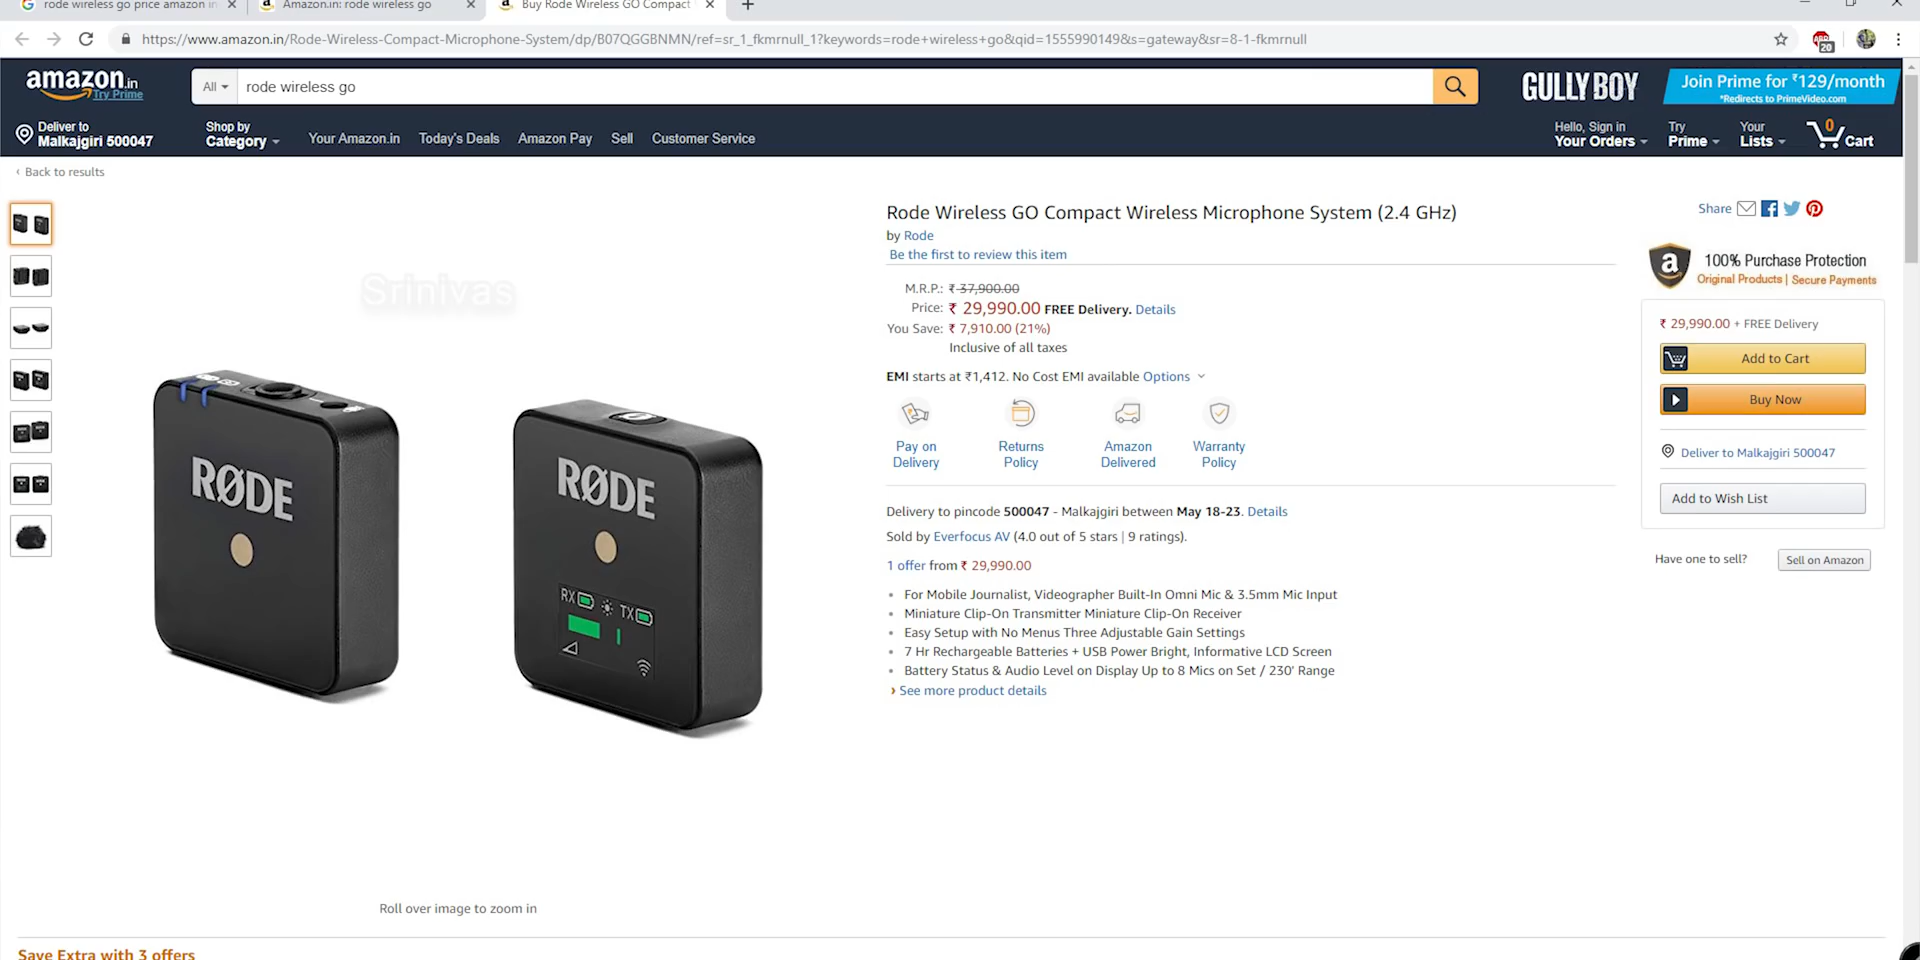 rode wireless go price amazon in
Amazon.in: rode wireless go
Buy Rode Wireless GO Compact
https://www.amazon.in/Rode-Wireless-Compact-Microphone-System/dp/B07QGGBNMN/ref=sr_1_fkmrnull_1?keywords=rode+wireless+go&qid=1555990149&s=gateway&sr=8-1-fkmrnull
ABP
20
amazon.in
Try Prime
All
rode wireless go
GULLY BOY
Join Prime for ₹129/month
*Redirects to PrimeVideo.com
Deliver to
Malkajgiri 500047
Shop by
Category
Your Amazon.in
Today's Deals
Amazon Pay
Sell
Customer Service
Hello, Sign in
Your Orders
Try
Prime
Your
Lists
0
Cart
‹ Back to results
Srinivas
RØDE
RØDE
RX
TX
Roll over image to zoom in
Rode Wireless GO Compact Wireless Microphone System (2.4 GHz)
by Rode
Be the first to review this item
M.R.P.: ₹ 37,900.00
Price: ₹ 29,990.00 FREE Delivery. Details
You Save: ₹ 7,910.00 (21%)
Inclusive of all taxes
EMI starts at ₹1,412. No Cost EMI available Options
Pay on
Delivery
Returns
Policy
Amazon
Delivered
Warranty
Policy
Delivery to pincode 500047 - Malkajgiri between May 18-23. Details
Sold by Everfocus AV (4.0 out of 5 stars | 9 ratings).
1 offer from ₹ 29,990.00
• For Mobile Journalist, Videographer Built-In Omni Mic & 3.5mm Mic Input
• Miniature Clip-On Transmitter Miniature Clip-On Receiver
• Easy Setup with No Menus Three Adjustable Gain Settings
• 7 Hr Rechargeable Batteries + USB Power Bright, Informative LCD Screen
• Battery Status & Audio Level on Display Up to 8 Mics on Set / 230' Range
› See more product details
Share
a
100% Purchase Protection
Original Products | Secure Payments
₹ 29,990.00 + FREE Delivery
Add to Cart
Buy Now
Deliver to Malkajgiri 500047
Add to Wish List
Have one to sell?
Sell on Amazon
Save Extra with 3 offers